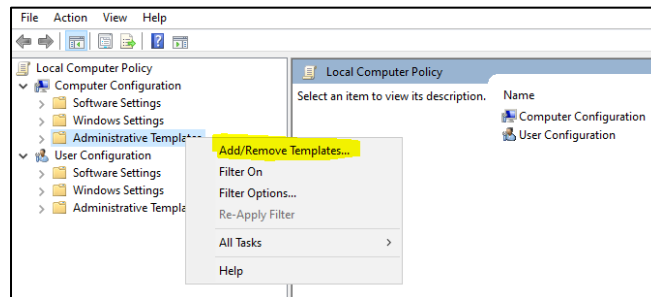 File Action View Help
Local Computer Policy
Computer Configuration
Software Settings
Windows Settings
Administrative Templates
User Configuration
Software Settings
Windows Settings
Administrative Templa
Add/Remove Templates...
Filter On
Filter Options...
Re-Apply Filter
All Tasks
Help
Local Computer Policy
Select an item to view its description.
Name
Computer Configuration
User Configuration